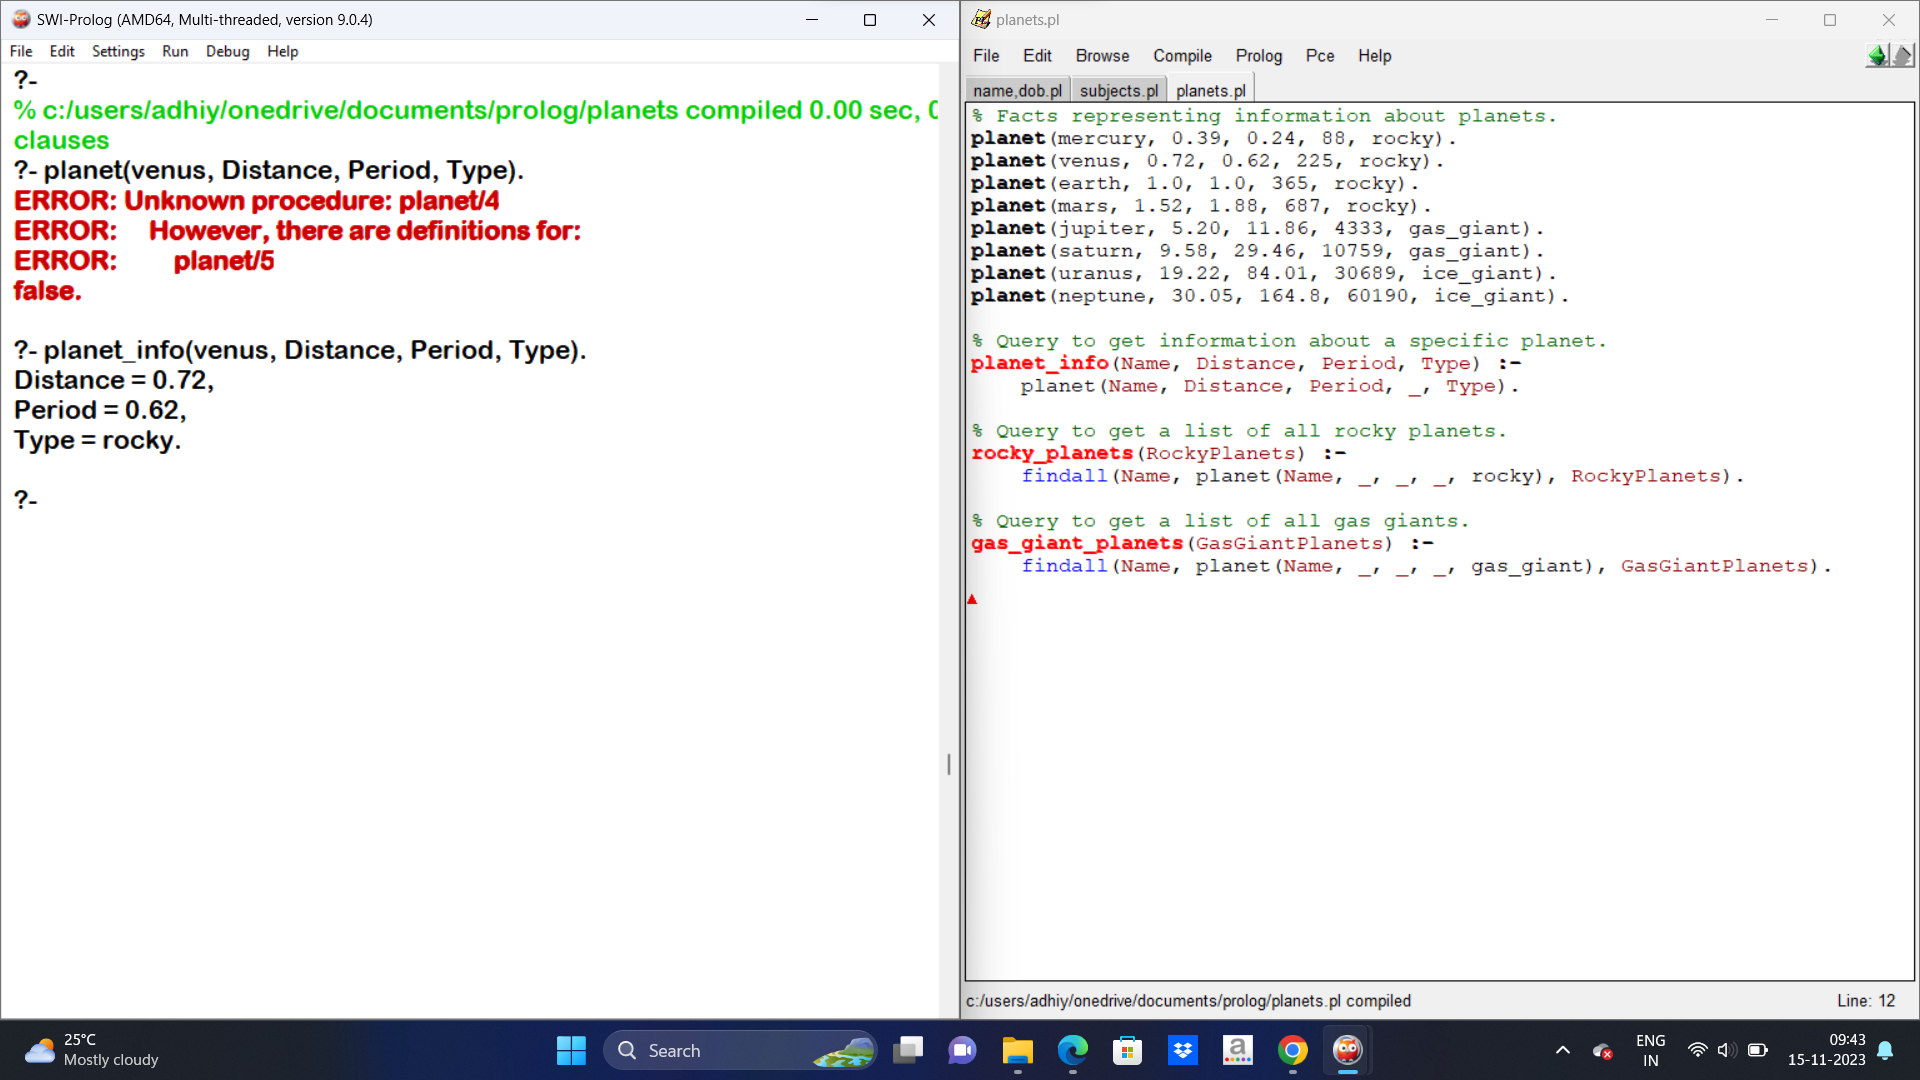 SWI-Prolog (AMD64, Multi-threaded, version 9.0.4)
File Edit Settings Run Debug Help
?-
% c:/users/adhiy/onedrive/documents/prolog/planets compiled 0.00 sec,
clauses
?- planet(venus, Distance, Period, Type).
ERROR: Unknown procedure: planet/4
ERROR:     However, there are definitions for:
ERROR:         planet/5
false.
?- planet_info(venus, Distance, Period, Type).
Distance = 0.72,
Period = 0.62,
Type = rocky.
?-
planets.pl
File Edit Browse Compile Prolog Pce Help
name,dob.pl subjects.pl planets.pl
% Facts representing information about planets.
planet(mercury, 0.39, 0.24, 88, rocky).
planet(venus, 0.72, 0.62, 225, rocky).
planet(earth, 1.0, 1.0, 365, rocky).
planet(mars, 1.52, 1.88, 687, rocky).
planet(jupiter, 5.20, 11.86, 4333, gas_giant).
planet(saturn, 9.58, 29.46, 10759, gas_giant).
planet(uranus, 19.22, 84.01, 30689, ice_giant).
planet(neptune, 30.05, 164.8, 60190, ice_giant).
% Query to get information about a specific planet.
planet_info(Name, Distance, Period, Type) :-
    planet(Name, Distance, Period, _, Type).
% Query to get a list of all rocky planets.
rocky_planets(RockyPlanets) :-
    findall(Name, planet(Name, _, _, _, rocky), RockyPlanets).
% Query to get a list of all gas giants.
gas_giant_planets(GasGiantPlanets) :-
    findall(Name, planet(Name, _, _, _, gas_giant), GasGiantPlanets).
c:/users/adhiy/onedrive/documents/prolog/planets.pl compiled
Line: 12
25°C
Mostly cloudy
Search
ENG
IN
09:43
15-11-2023